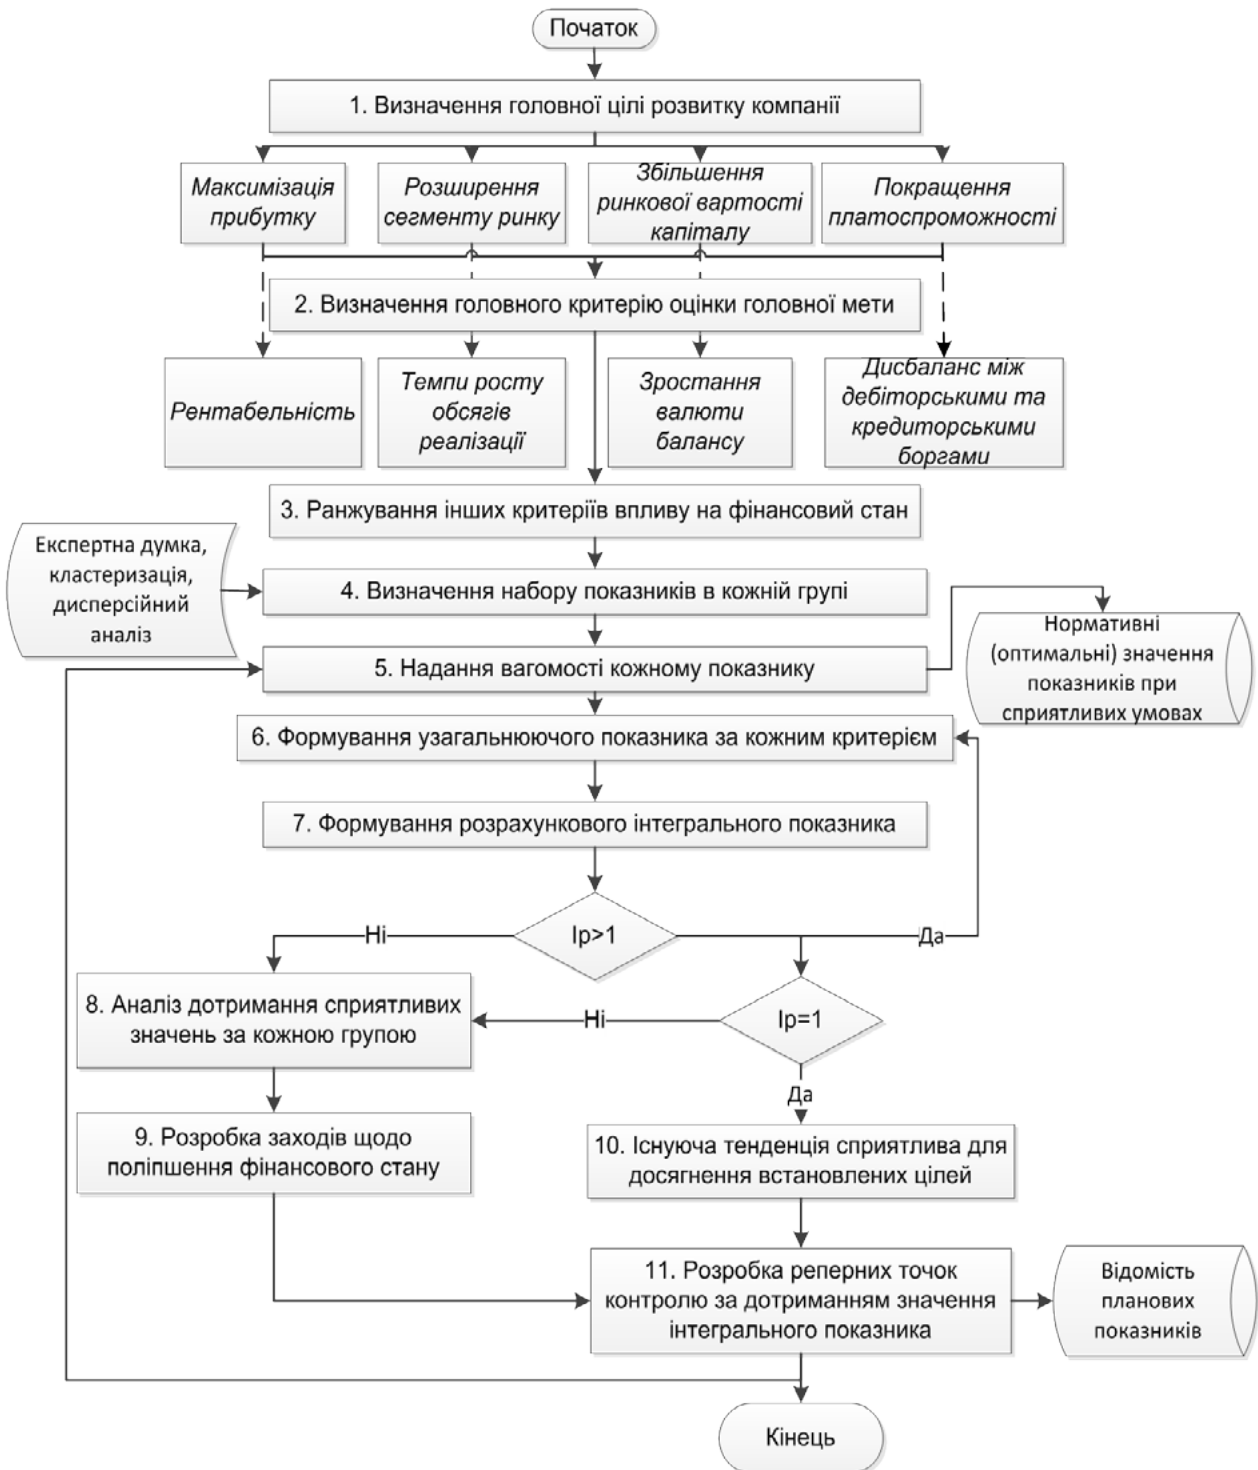 Початок
1. Визначення головної цілі розвитку компанії
Максимізація
прибутку
Розширення
сегменту ринку
Збільшення
ринкової вартості
капіталу
Покращення
платоспроможності
2. Визначення головного критерію оцінки головної мети
Рентабельність
Темпи росту
обсягів
реалізації
Зростання
валюти
балансу
Дисбаланс між
дебіторськими та
кредиторськими
боргами
3. Ранжування інших критеріїв впливу на фінансовий стан
Експертна думка,
кластеризація,
дисперсійний
аналіз
4. Визначення набору показників в кожній групі
Нормативні
(оптимальні) значення
показників при
сприятливих умовах
5. Надання вагомості кожному показнику
6. Формування узагальнюючого показника за кожним критерієм
7. Формування розрахункового інтегрального показника
Ip>1
Ні
Да
8. Аналіз дотримання сприятливих
значень за кожною групою
Ні
Ip=1
Да
9. Розробка заходів щодо
поліпшення фінансового стану
10. Існуюча тенденція сприятлива для
досягнення встановлених цілей
11. Розробка реперних точок
контролю за дотриманням значення
інтегрального показника
Відомість
планових
показників
Кінець